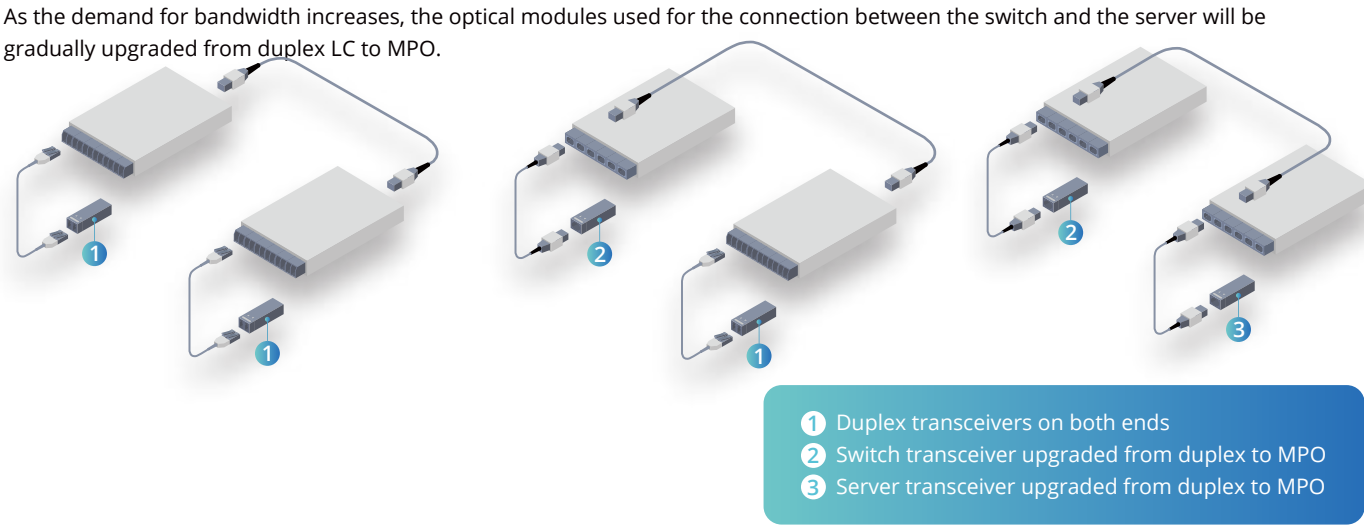 As the demand for bandwidth increases, the optical modules used for the connection between the switch and the server will be
gradually upgraded from duplex LC to MPO.
1
1
2
1
2
3
1 Duplex transceivers on both ends
2 Switch transceiver upgraded from duplex to MPO
3 Server transceiver upgraded from duplex to MPO